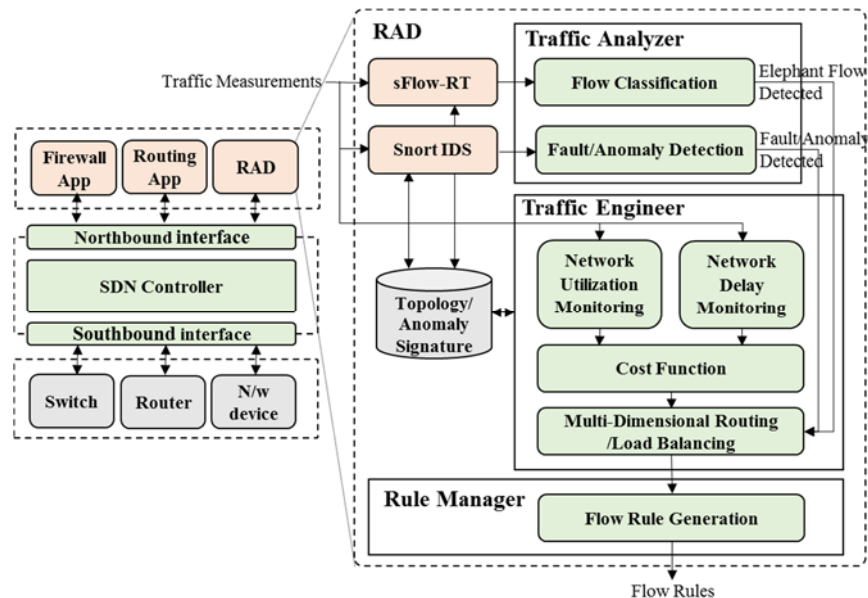 RAD
Traffic Analyzer
Traffic Measurements
sFlow-RT
Flow Classification
Elephant Flow
Detected
Snort IDS
Fault/Anomaly Detection
Fault/Anomaly
Detected
Firewall
App
Routing
App
RAD
Northbound interface
SDN Controller
Southbound interface
Switch
Router
N/w
device
Traffic Engineer
Network
Utilization
Monitoring
Network
Delay
Monitoring
Topology/
Anomaly
Signature
Cost Function
Multi-Dimensional Routing
/Load Balancing
Rule Manager
Flow Rule Generation
Flow Rules